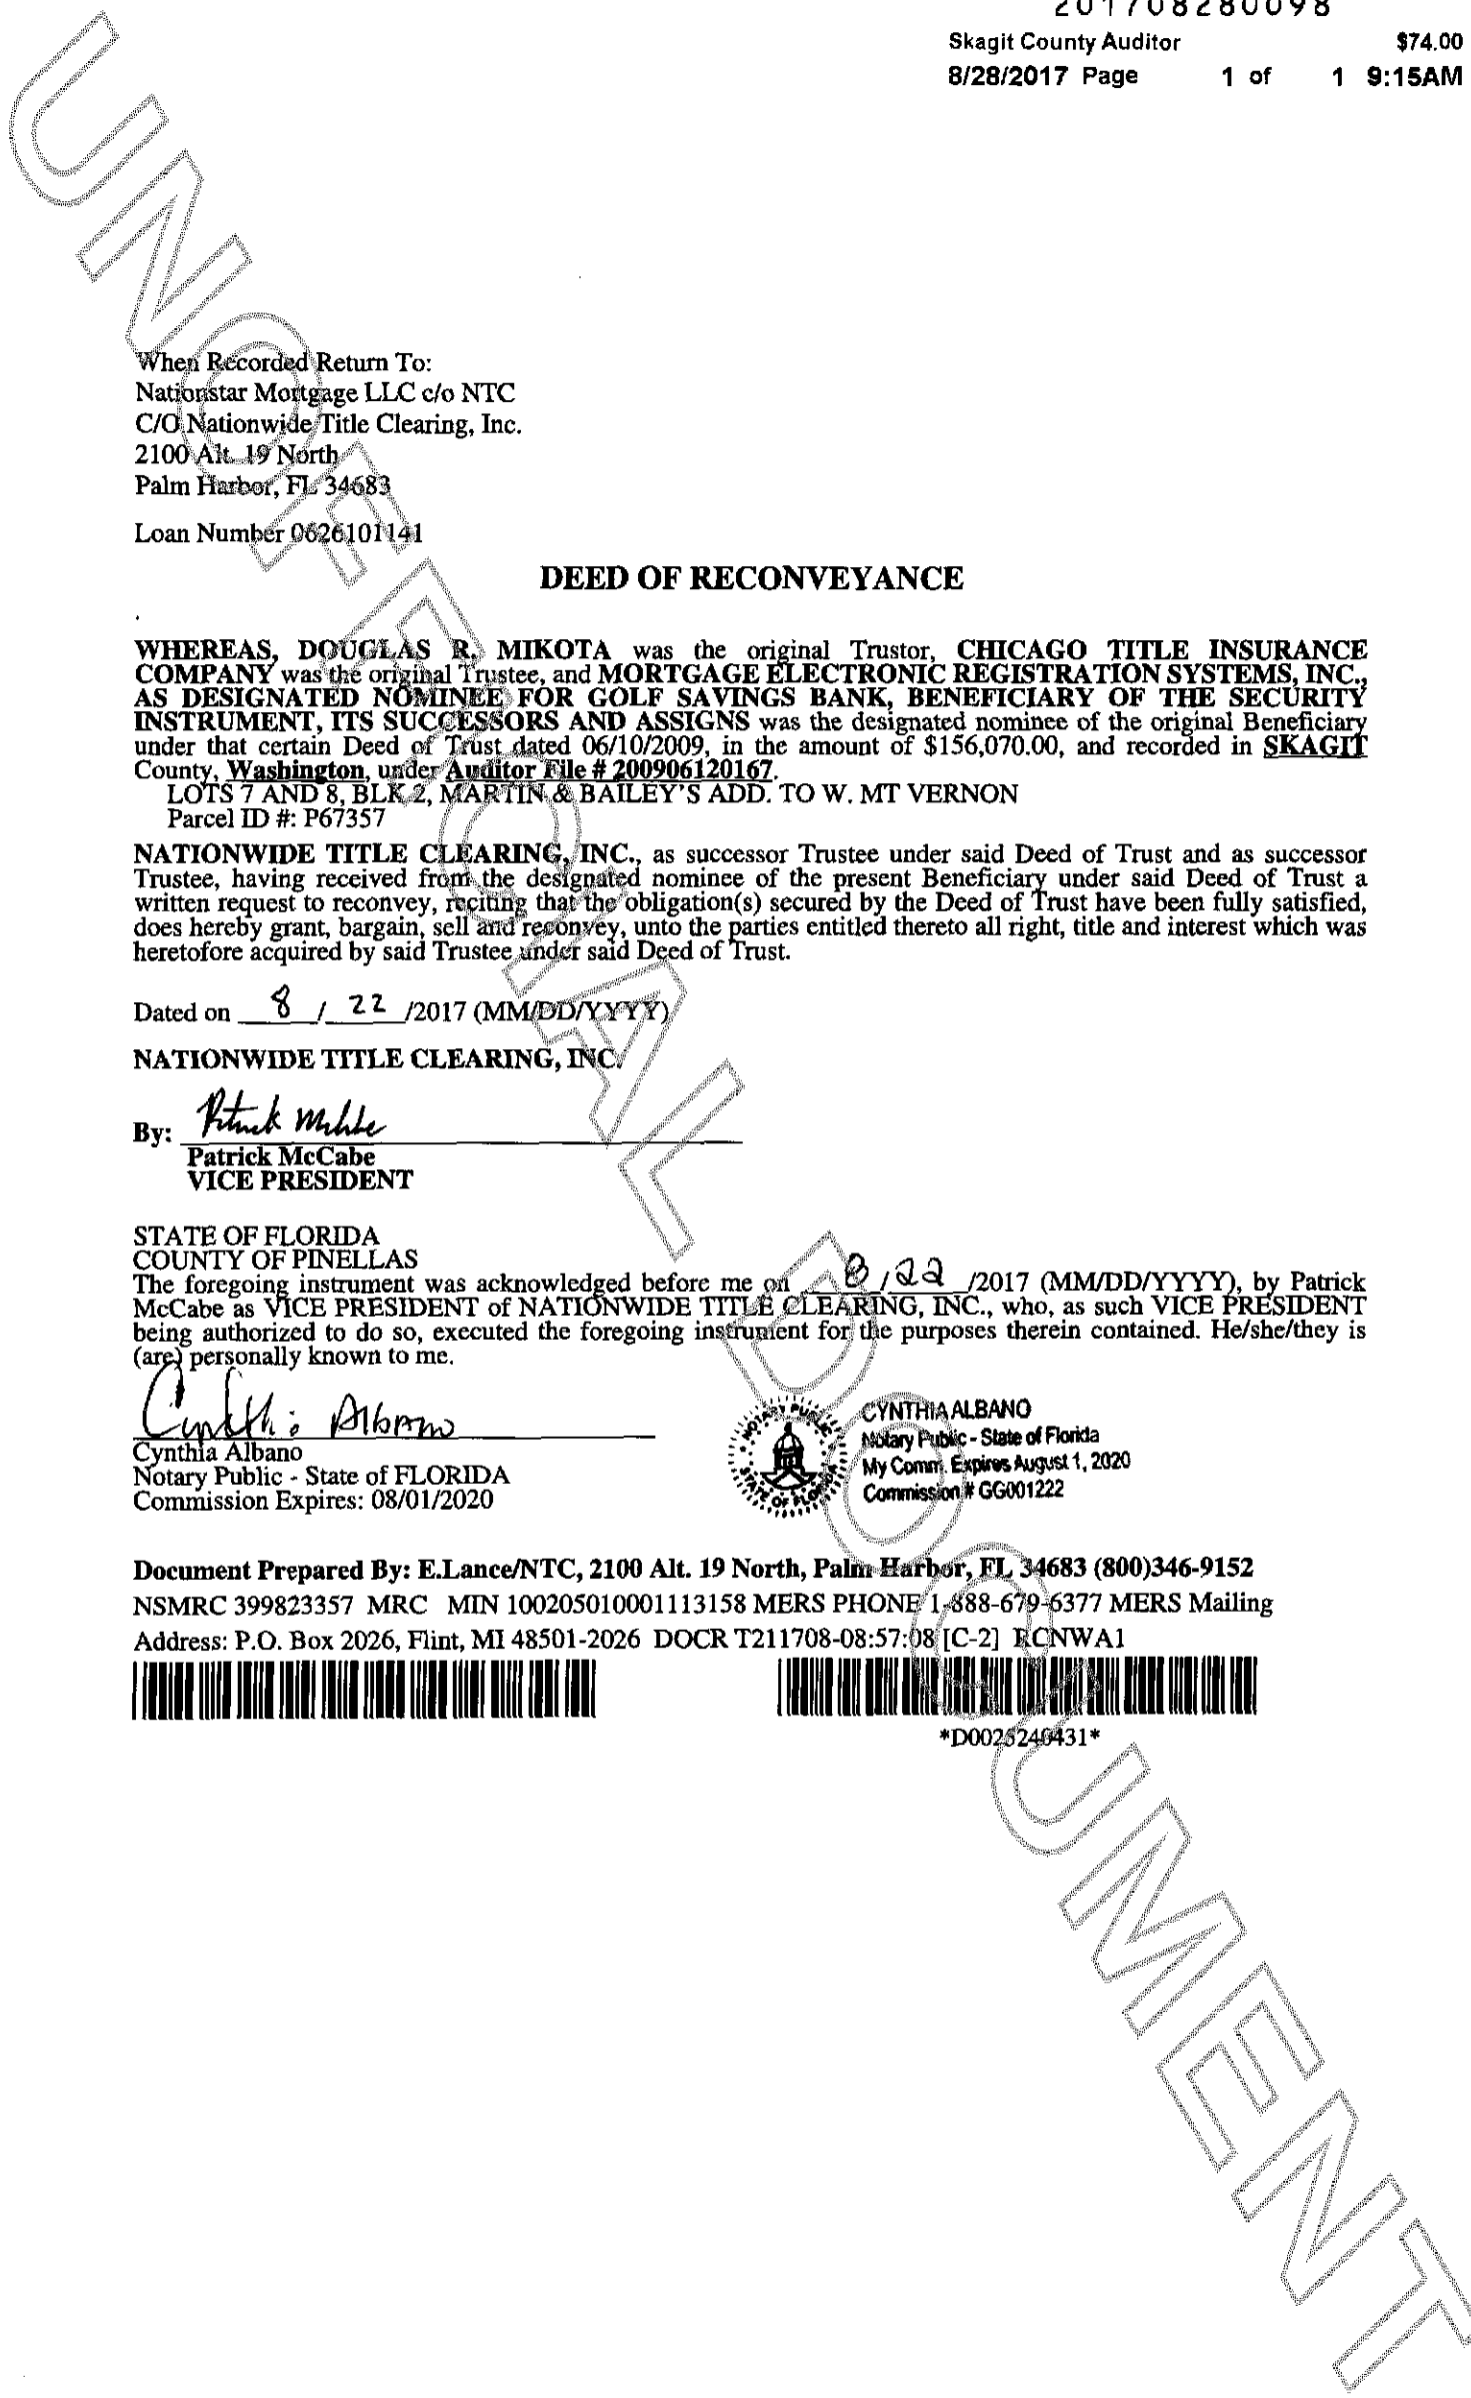 201708280098
Skagit County Auditor $74.00
8/28/2017 Page 1 of 1 9:15AM
When Recorded Return To:
Nationstar Mortgage LLC c/o NTC
C/O Nationwide Title Clearing, Inc.
2100 Alt. 19 North
Palm Harbor, FL 34683
Loan Number 0626101141
DEED OF RECONVEYANCE
WHEREAS, DOUGLAS R. MIKOTA was the original Trustor, CHICAGO TITLE INSURANCE
COMPANY was the original Trustee, and MORTGAGE ELECTRONIC REGISTRATION SYSTEMS, INC.,
AS DESIGNATED NOMINEE FOR GOLF SAVINGS BANK, BENEFICIARY OF THE SECURITY
INSTRUMENT, ITS SUCCESSORS AND ASSIGNS was the designated nominee of the original Beneficiary
under that certain Deed of Trust dated 06/10/2009, in the amount of $156,070.00, and recorded in SKAGIT
County, Washington, under Auditor File # 200906120167.
LOTS 7 AND 8, BLK 2, MARTIN & BAILEY'S ADD. TO W. MT VERNON
Parcel ID #: P67357
NATIONWIDE TITLE CLEARING, INC., as successor Trustee under said Deed of Trust and as successor
Trustee, having received from the designated nominee of the present Beneficiary under said Deed of Trust a
written request to reconvey, reciting that the obligation(s) secured by the Deed of Trust have been fully satisfied,
does hereby grant, bargain, sell and reconvey, unto the parties entitled thereto all right, title and interest which was
heretofore acquired by said Trustee under said Deed of Trust.
Dated on 8 / 22 /2017 (MM/DD/YYYY)
NATIONWIDE TITLE CLEARING, INC.
By: Patrick McCabe
Patrick McCabe
VICE PRESIDENT
STATE OF FLORIDA
COUNTY OF PINELLAS
The foregoing instrument was acknowledged before me on 8 / 22 /2017 (MM/DD/YYYY), by Patrick
McCabe as VICE PRESIDENT of NATIONWIDE TITLE CLEARING, INC., who, as such VICE PRESIDENT
being authorized to do so, executed the foregoing instrument for the purposes therein contained. He/she/they is
(are) personally known to me.
Cynthia Albano
Cynthia Albano
Notary Public - State of FLORIDA
Commission Expires: 08/01/2020
NOTARY PUBLIC
STATE OF FLORIDA
CYNTHIA ALBANO
Notary Public - State of Florida
My Comm. Expires August 1, 2020
Commission # GG001222
Document Prepared By: E.Lance/NTC, 2100 Alt. 19 North, Palm Harbor, FL 34683 (800)346-9152
NSMRC 399823357 MRC MIN 100205010001113158 MERS PHONE 1-888-679-6377 MERS Mailing
Address: P.O. Box 2026, Flint, MI 48501-2026 DOCR T211708-08:57:08 [C-2] RCNWA1
*D0025240431*
UNOFFICIAL DOCUMENT